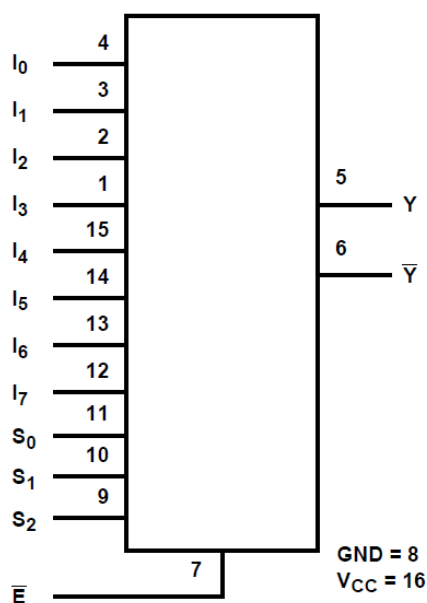 4
I₀
3
I₁
2
I₂
1
I₃
5
Y
15
I₄
6
Y̅
14
I₅
13
I₆
12
I₇
11
S₀
10
S₁
9
S₂
7
E̅
GND = 8
V_CC = 16